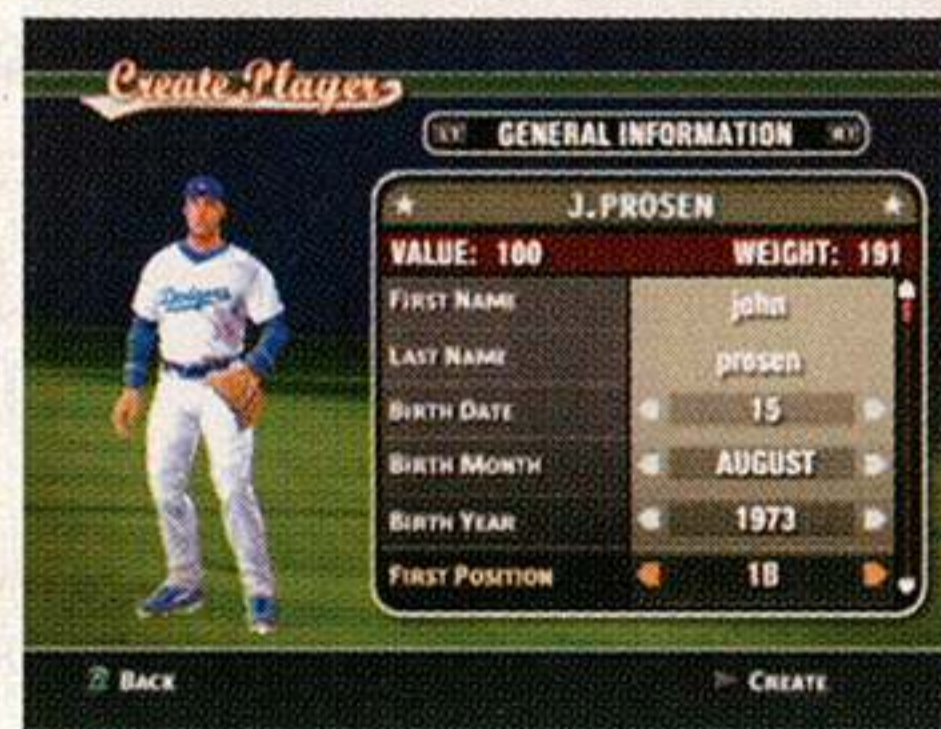 Create Player
GENERAL INFORMATION
J.PROSEN
VALUE: 100 WEIGHT: 191
FIRST NAME john
LAST NAME prosen
BIRTH DATE 15
BIRTH MONTH AUGUST
BIRTH YEAR 1973
FIRST POSITION 1B
Dodgers
BACK CREATE